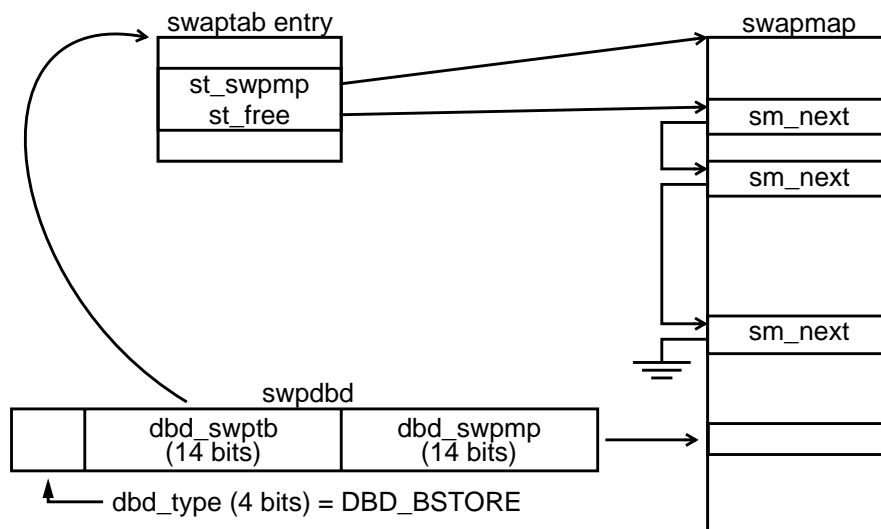 swaptab entry
swapmap
st_swpmp
st_free
sm_next
sm_next
sm_next
swpdbd
dbd_swptb
(14 bits)
dbd_swpmp
(14 bits)
dbd_type (4 bits) = DBD_BSTORE